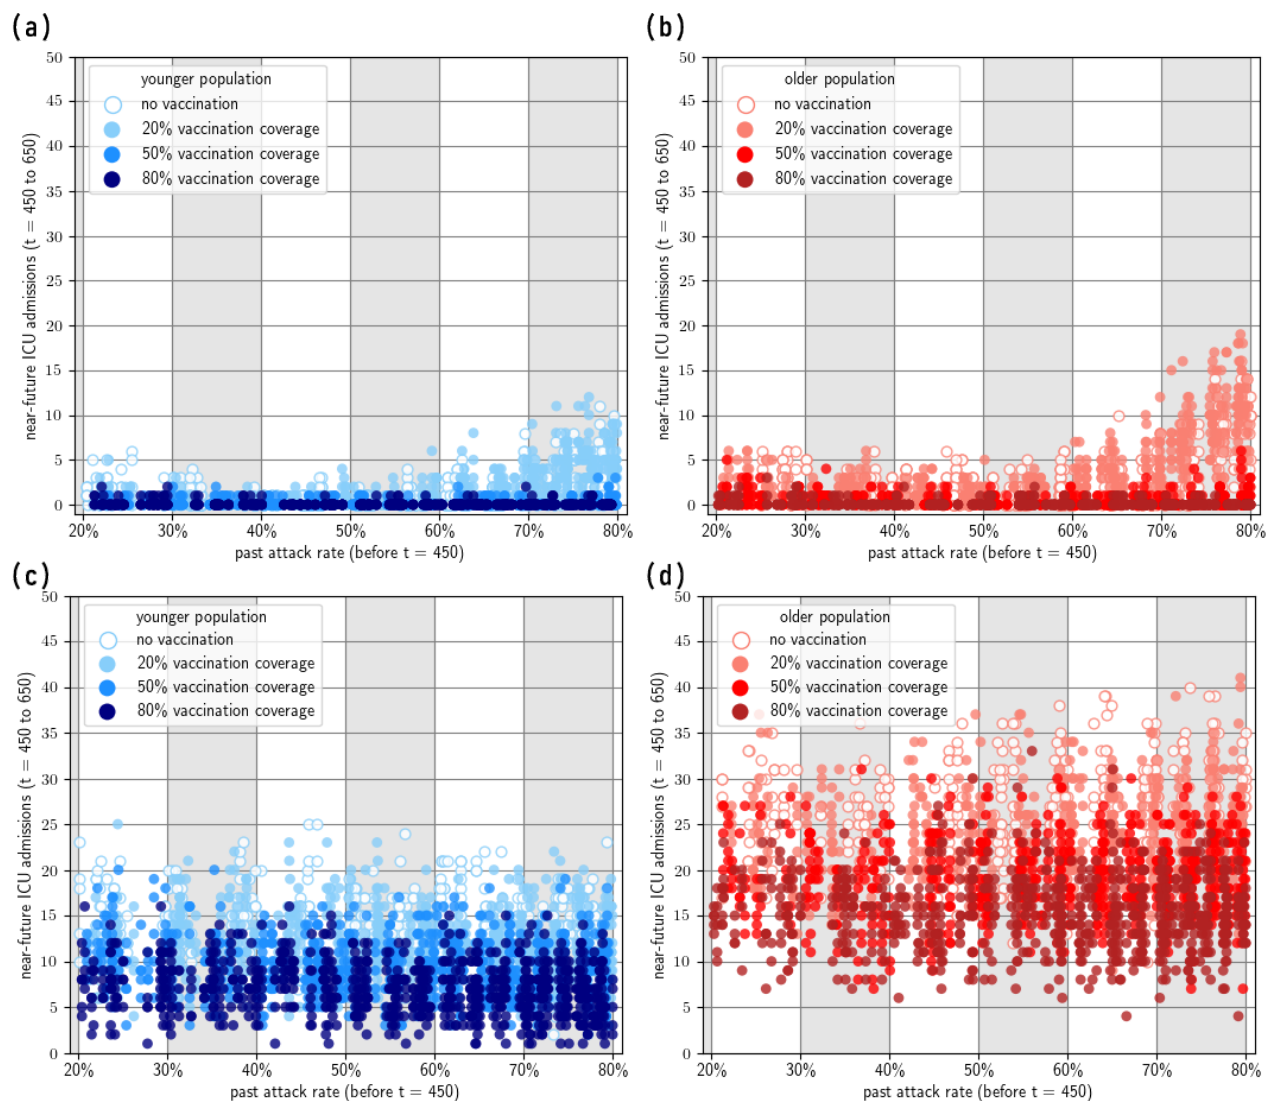 (a)
near-future ICU admissions (t = 450 to 650)
50
45
40
35
30
25
20
15
10
5
0
younger population
no vaccination
20% vaccination coverage
50% vaccination coverage
80% vaccination coverage
20% 30% 40% 50% 60% 70% 80%
past attack rate (before t = 450)
(b)
near-future ICU admissions (t = 450 to 650)
50
45
40
35
30
25
20
15
10
5
0
older population
no vaccination
20% vaccination coverage
50% vaccination coverage
80% vaccination coverage
20% 30% 40% 50% 60% 70% 80%
past attack rate (before t = 450)
(c)
near-future ICU admissions (t = 450 to 650)
50
45
40
35
30
25
20
15
10
5
0
younger population
no vaccination
20% vaccination coverage
50% vaccination coverage
80% vaccination coverage
20% 30% 40% 50% 60% 70% 80%
past attack rate (before t = 450)
(d)
near-future ICU admissions (t = 450 to 650)
50
45
40
35
30
25
20
15
10
5
0
older population
no vaccination
20% vaccination coverage
50% vaccination coverage
80% vaccination coverage
20% 30% 40% 50% 60% 70% 80%
past attack rate (before t = 450)